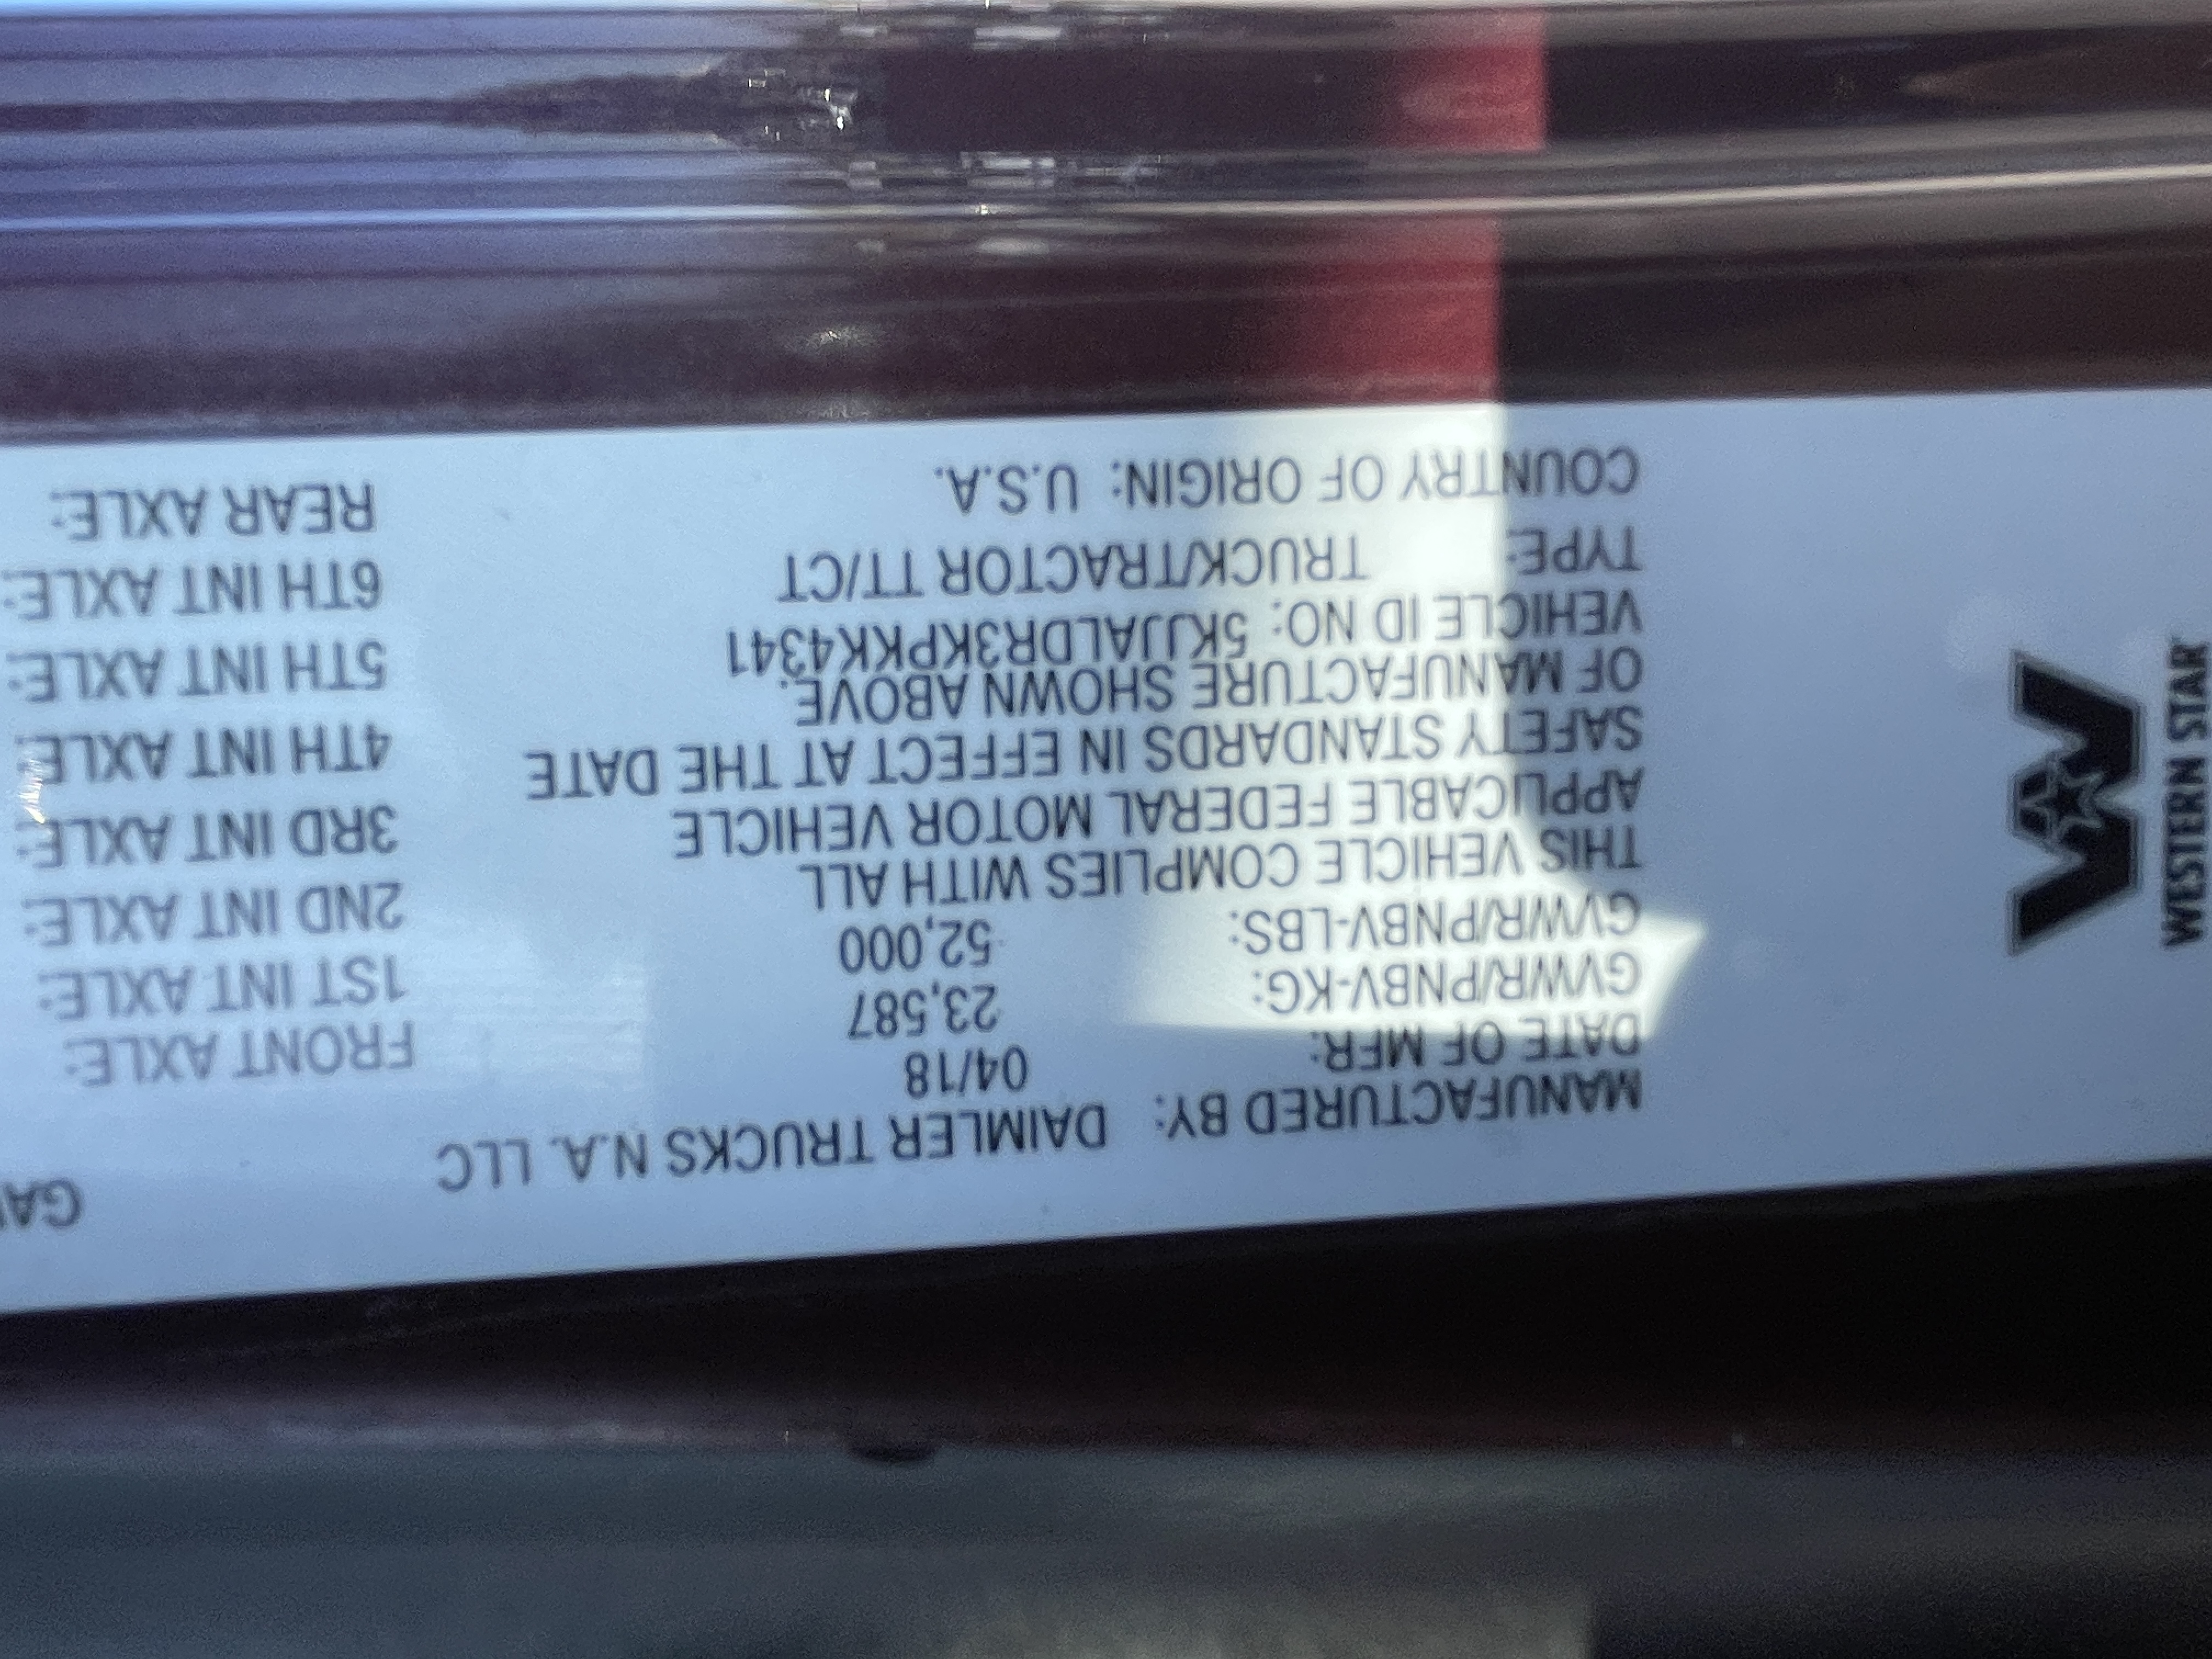 WESTERN STAR
MANUFACTURED BY: DAIMLER TRUCKS N.A. LLC
DATE OF MFR: 04/18
GVWR/PNBV-KG: 23,587
GVWR/PNBV-LBS: 52,000
THIS VEHICLE COMPLIES WITH ALL
APPLICABLE FEDERAL MOTOR VEHICLE
SAFETY STANDARDS IN EFFECT AT THE DATE
OF MANUFACTURE SHOWN ABOVE.
VEHICLE ID NO: 5KJJALDR3KPKK4341
TYPE: TRUCK/TRACTOR TT/CT
COUNTRY OF ORIGIN: U.S.A.
FRONT AXLE:
1ST INT AXLE:
2ND INT AXLE:
3RD INT AXLE:
4TH INT AXLE:
5TH INT AXLE:
6TH INT AXLE:
REAR AXLE: